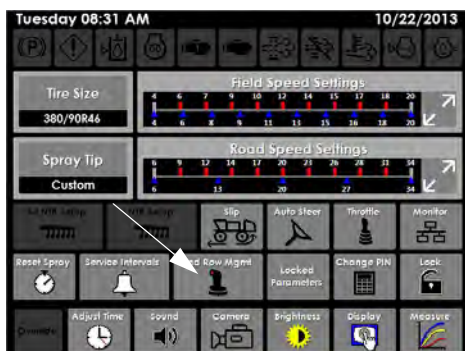 Tuesday 08:31 AM 10/22/2013
(P)
Tire Size
380/90R46
Field Speed Settings
4 6 7 9 10 12 14 15 17 18 20
4 6 8 9 11 13 15 16 18 20
Spray Tip
Custom
Road Speed Settings
6 9 12 14 17 20 23 26 28 31 34
6 13 20 27 34
Slip Auto Steer Throttle Monitor
Reset Spray Service Intervals Row Mgmt Locked Parameters Change PIN Lock
Adjust Time Sound Camera Brightness Display Measure